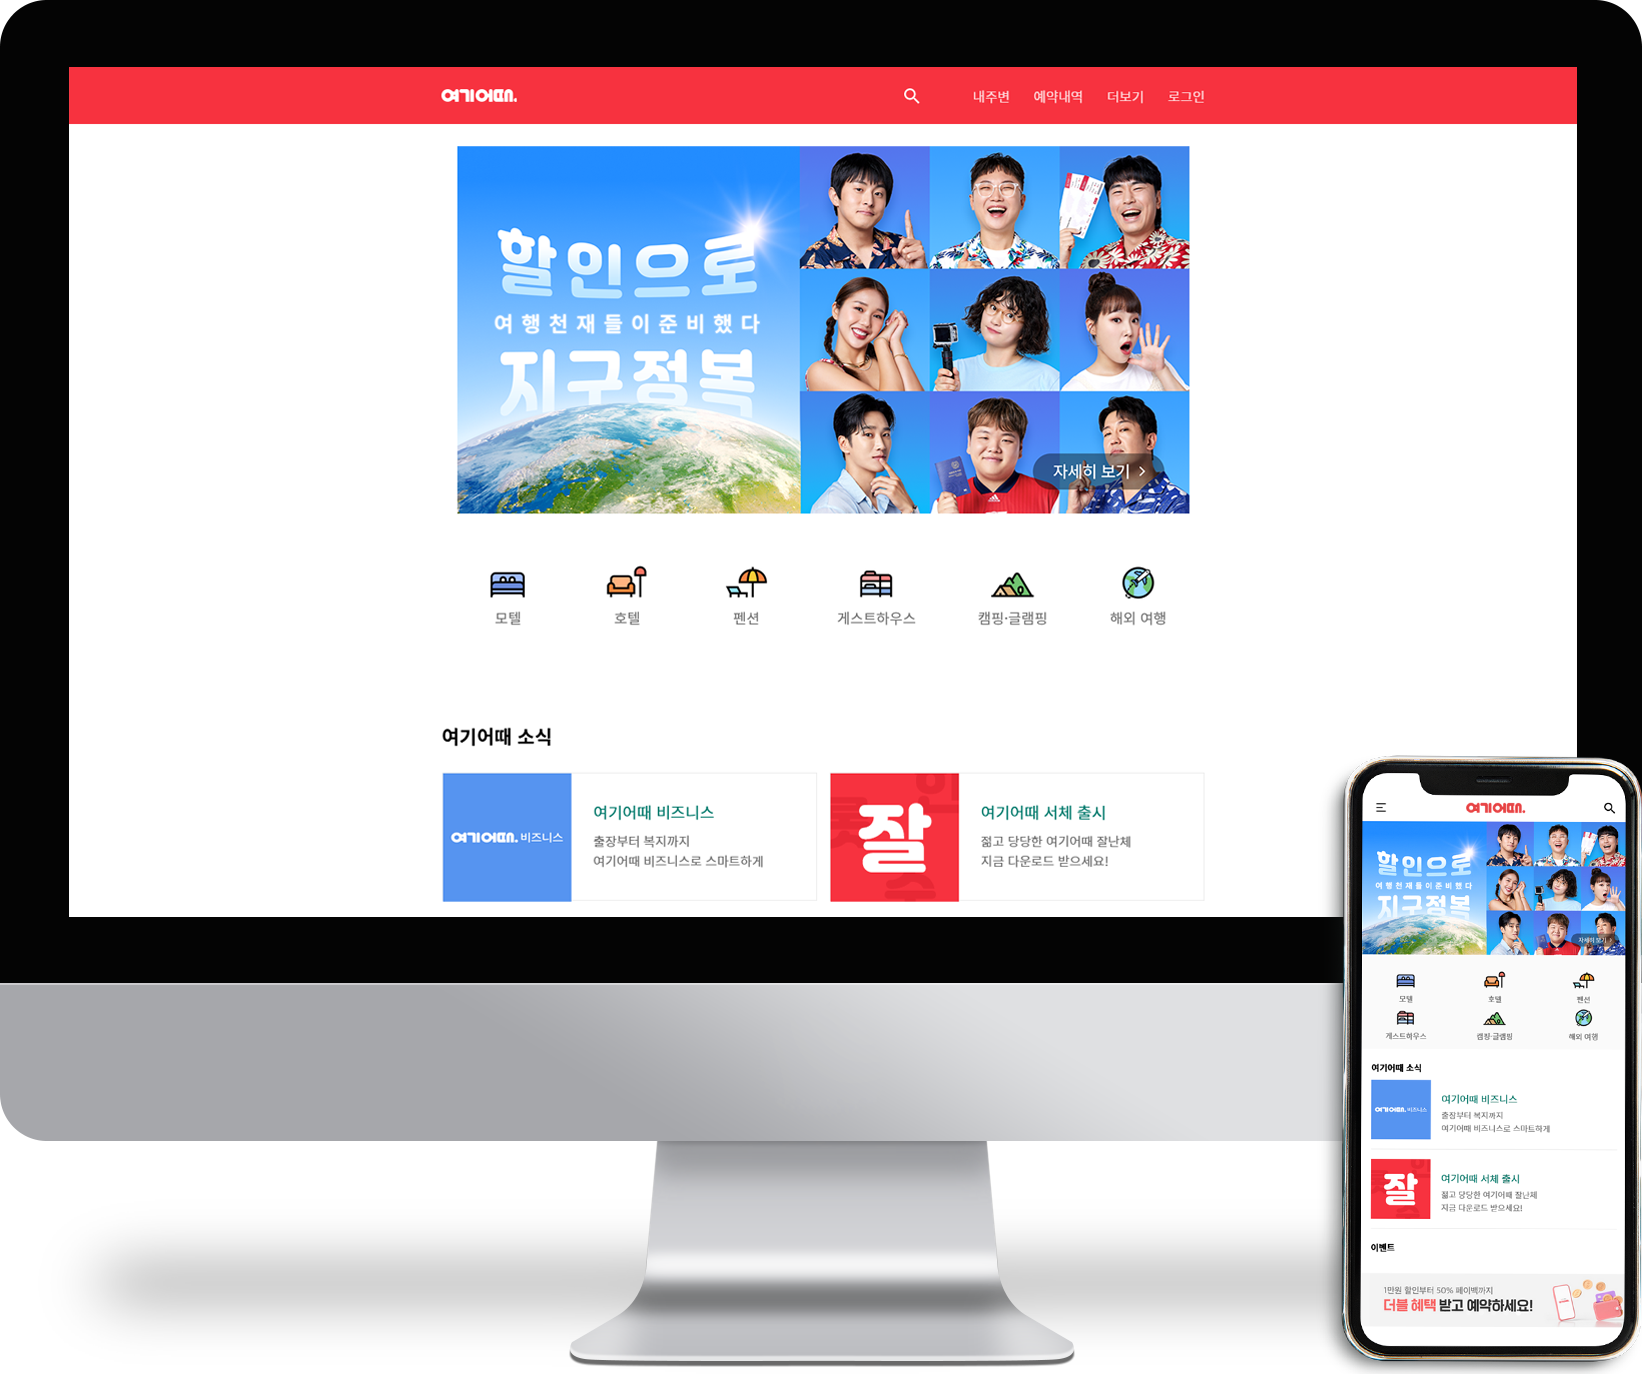 여기어때.
내주변 예약내역 더보기 로그인
할인으로
여행천재들이준비했다
지구정복
자세히 보기 >
모텔 호텔 펜션 게스트하우스 캠핑·글램핑 해외 여행
여기어때 소식
여기어때. 비즈니스
여기어때 비즈니스
출장부터 복지까지
여기어때 비즈니스로 스마트하게
잘
여기어때 서체 출시
젊고 당당한 여기어때 잘난체
지금 다운로드 받으세요!
여기어때.
할인으로
여행천재들이준비했다
지구정복
자세히 보기 >
모텔 호텔 펜션
게스트하우스 캠핑·글램핑 해외 여행
여기어때 소식
여기어때. 비즈니스
여기어때 비즈니스
출장부터 복지까지
여기어때 비즈니스로 스마트하게
잘
여기어때 서체 출시
젊고 당당한 여기어때 잘난체
지금 다운로드 받으세요!
이벤트
1만원 할인부터 50% 페이백까지
더블 혜택 받고 예약하세요!